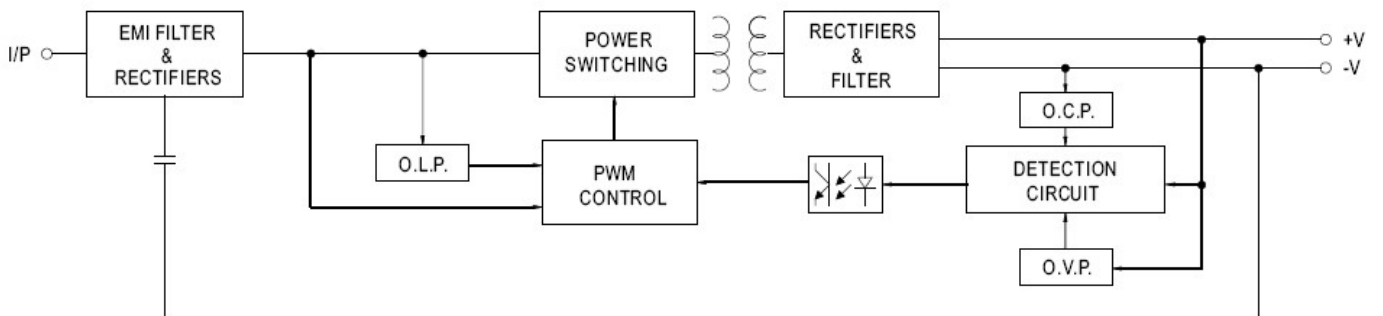 I/P
EMI FILTER
&
RECTIFIERS
POWER
SWITCHING
RECTIFIERS
&
FILTER
+V
-V
O.C.P.
O.L.P.
PWM
CONTROL
DETECTION
CIRCUIT
O.V.P.